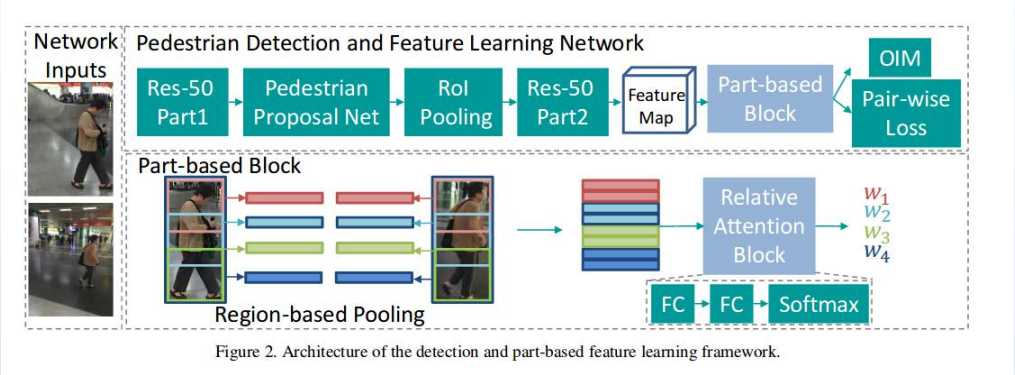 Network
Inputs
Pedestrian Detection and Feature Learning Network
Res-50
Part1
Pedestrian
Proposal Net
RoI
Pooling
Res-50
Part2
Feature
Map
Part-based
Block
OIM
Pair-wise
Loss
Part-based Block
Region-based Pooling
Relative
Attention
Block
w1
w2
w3
w4
FC
FC
Softmax
Figure 2. Architecture of the detection and part-based feature learning framework.